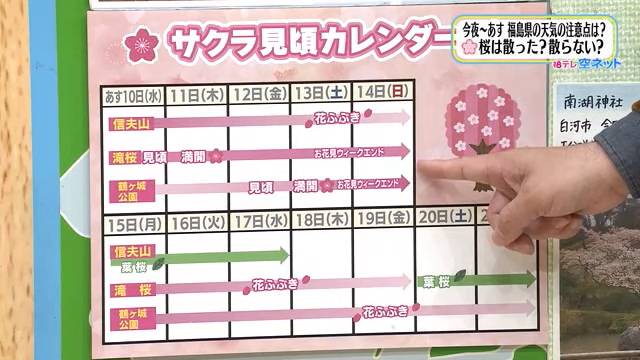 今夜～あす 福島県の天気の注意点は?
桜は散った?散らない?
福テレ 空ネット
サクラ見頃カレンダー
あす10日(水) 11日(木) 12日(金) 13日(土) 14日(日)
信夫山 花ふぶき
滝桜 見頃 満開 お花見ウィークエンド
鶴ヶ城公園 見頃 満開 お花見ウィークエンド
15日(月) 16日(火) 17日(水) 18日(木) 19日(金) 20日(土) 2
信夫山 葉桜
滝桜 花ふぶき 葉桜
鶴ヶ城公園 花ふぶき
南湖神社
白河市